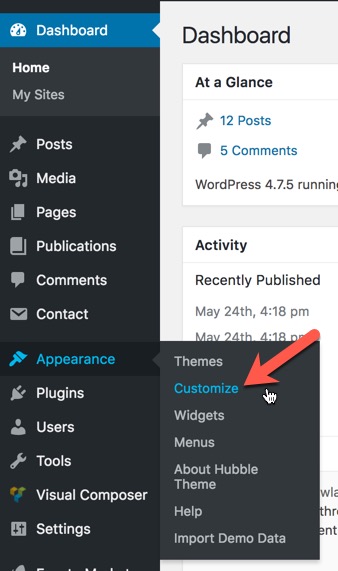 Dashboard
Home
My Sites
Posts
Media
Pages
Publications
Comments
Contact
Appearance
Plugins
Users
Tools
Visual Composer
Settings
Dashboard
At a Glance
12 Posts
5 Comments
WordPress 4.7.5 running
Activity
Recently Published
May 24th, 4:18 pm
May 24th, 4:18 pm
Themes
Customize
Widgets
Menus
About Hubble
Theme
Help
Import Demo Data